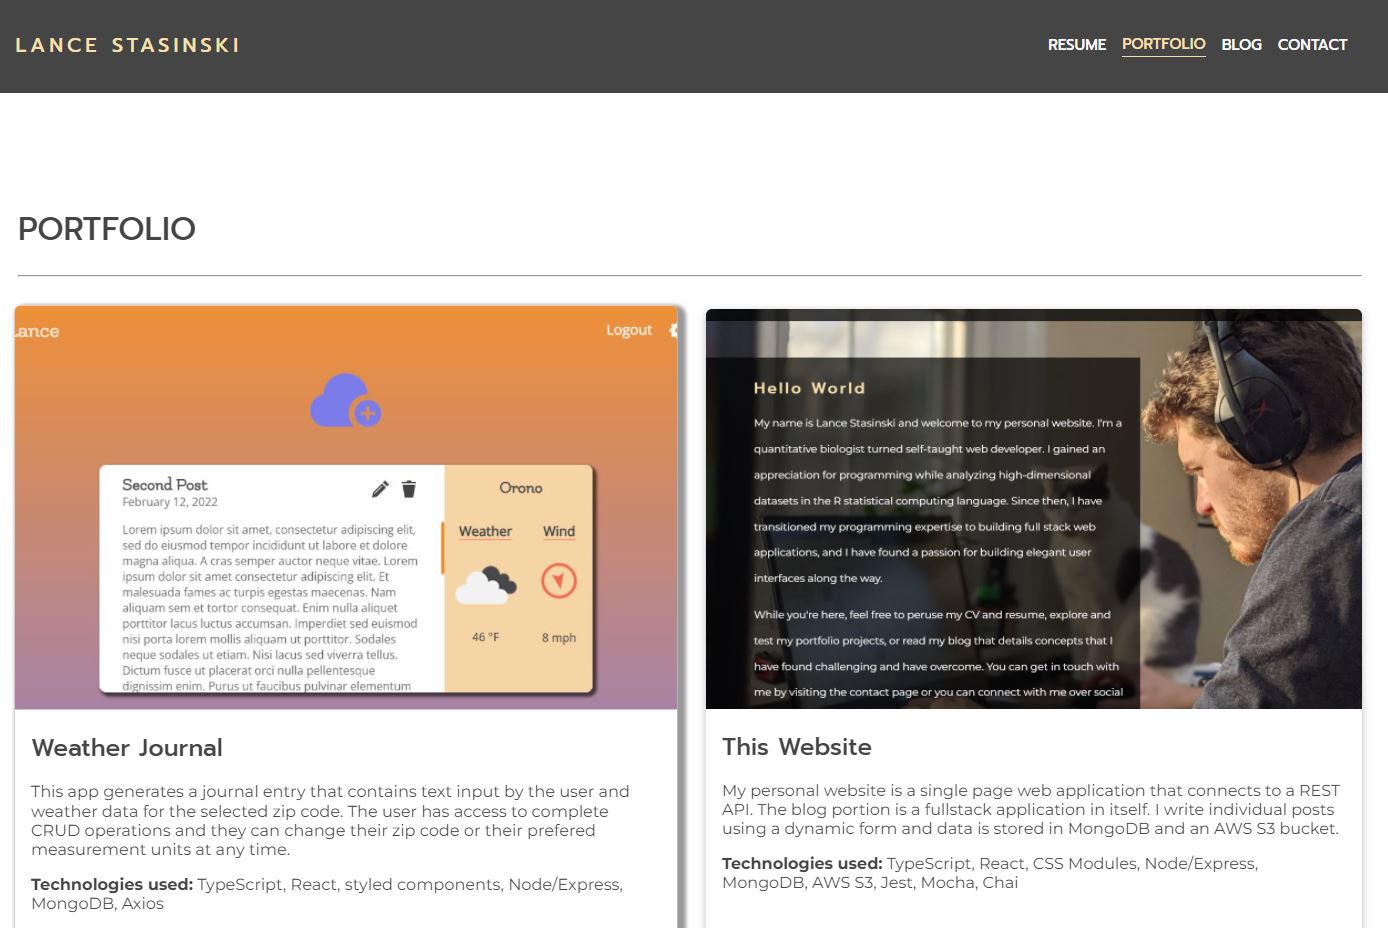 LANCE STASINSKI
RESUME PORTFOLIO BLOG CONTACT
PORTFOLIO
Lance
Logout
Second Post
February 12, 2022
Lorem ipsum dolor sit amet, consectetur adipiscing elit,
sed do eiusmod tempor incididunt ut labore et dolore
magna aliqua. A cras semper auctor neque vitae. Lorem
ipsum dolor sit amet consectetur adipiscing elit. Et
malesuada fames ac turpis egestas maecenas. Nam
aliquam sem et tortor consequat. Enim nulla aliquet
porttitor lacus luctus accumsan. Imperdiet sed euismod
nisi porta lorem mollis aliquam ut porttitor. Sodales
neque sodales ut etiam. Nisi lacus sed viverra tellus.
Dictum fusce ut placerat orci nulla pellentesque
dignissim enim. Purus ut faucibus pulvinar elementum
Orono
Weather Wind
46 °F 8 mph
Weather Journal
This app generates a journal entry that contains text input by the user and
weather data for the selected zip code. The user has access to complete
CRUD operations and they can change their zip code or their prefered
measurement units at any time.
Technologies used: TypeScript, React, styled components, Node/Express,
MongoDB, Axios
Hello World
My name is Lance Stasinski and welcome to my personal website. I'm a
quantitative biologist turned self-taught web developer. I gained an
appreciation for programming while analyzing high-dimensional
datasets in the R statistical computing language. Since then, I have
transitioned my programming expertise to building full stack web
applications, and I have found a passion for building elegant user
interfaces along the way.
While you're here, feel free to peruse my CV and resume, explore and
test my portfolio projects, or read my blog that details concepts that I
have found challenging and have overcome. You can get in touch with
me by visiting the contact page or you can connect with me over social
This Website
My personal website is a single page web application that connects to a REST
API. The blog portion is a fullstack application in itself. I write individual posts
using a dynamic form and data is stored in MongoDB and an AWS S3 bucket.
Technologies used: TypeScript, React, CSS Modules, Node/Express,
MongoDB, AWS S3, Jest, Mocha, Chai